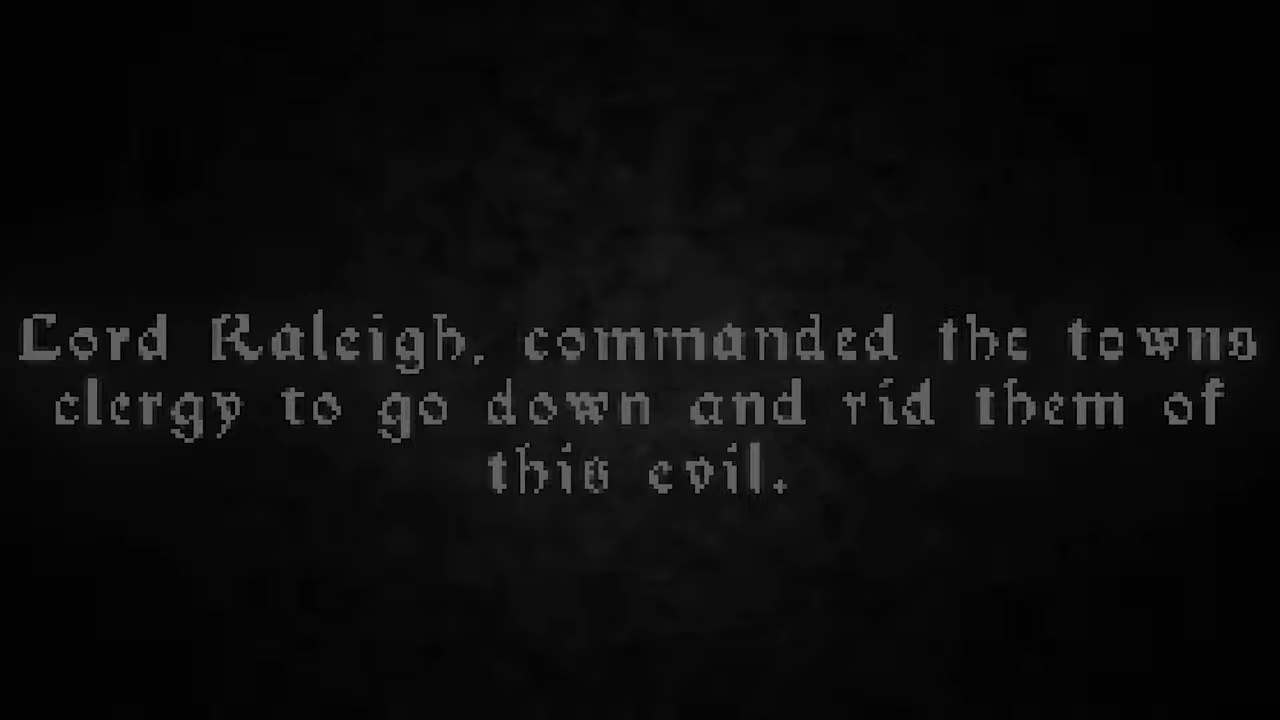 Lord Raleigh, commanded the towns
clergy to go down and rid them of
this evil.